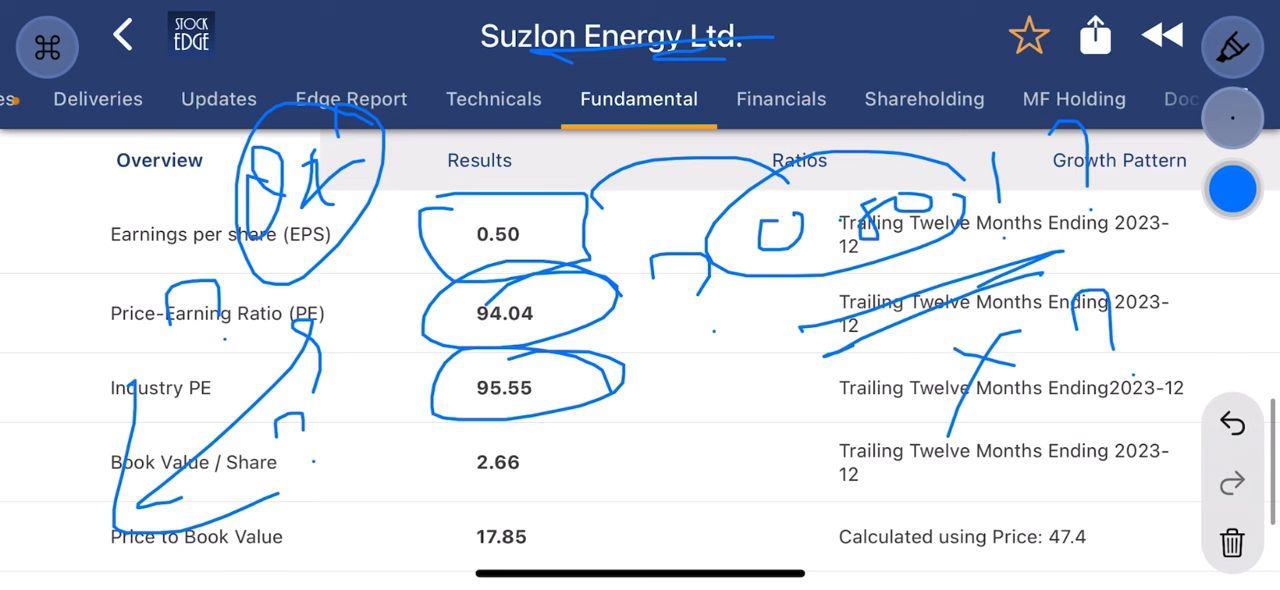 STOCK
EDGE
Suzlon Energy Ltd.
Deliveries Updates Edge Report Technicals Fundamental Financials Shareholding MF Holding
Overview Results Ratios Growth Pattern
Earnings per share (EPS) 0.50 Trailing Twelve Months Ending 2023-
12
Price-Earning Ratio (PE) 94.04 Trailing Twelve Months Ending 2023-
12
Industry PE 95.55 Trailing Twelve Months Ending2023-12
Book Value / Share 2.66 Trailing Twelve Months Ending 2023-
12
Price to Book Value 17.85 Calculated using Price: 47.4